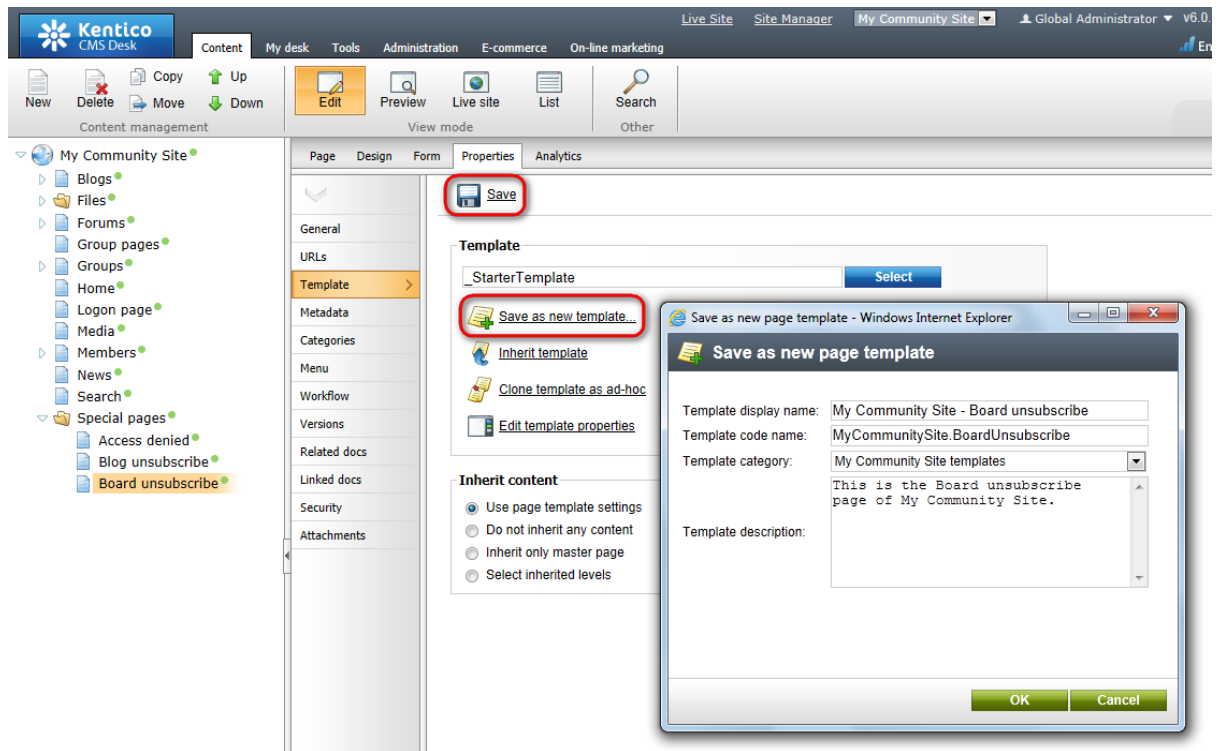 Kentico
CMS Desk
Live Site Site Manager My Community Site Global Administrator v6.0.
Content My desk Tools Administration E-commerce On-line marketing
En
New Delete Copy Move Up Down
Content management
Edit Preview Live site List
View mode
Search
Other
My Community Site
Blogs
Files
Forums
Group pages
Groups
Home
Logon page
Media
Members
News
Search
Special pages
Access denied
Blog unsubscribe
Board unsubscribe
Page Design Form Properties Analytics
Save
General
URLs
Template
Metadata
Categories
Menu
Workflow
Versions
Related docs
Linked docs
Security
Attachments
Template
_StarterTemplate Select
Save as new template...
Inherit template
Clone template as ad-hoc
Edit template properties
Inherit content
Use page template settings
Do not inherit any content
Inherit only master page
Select inherited levels
Save as new page template - Windows Internet Explorer
Save as new page template
Template display name: My Community Site - Board unsubscribe
Template code name: MyCommunitySite.BoardUnsubscribe
Template category: My Community Site templates
Template description:
This is the Board unsubscribe
page of My Community Site.
OK Cancel